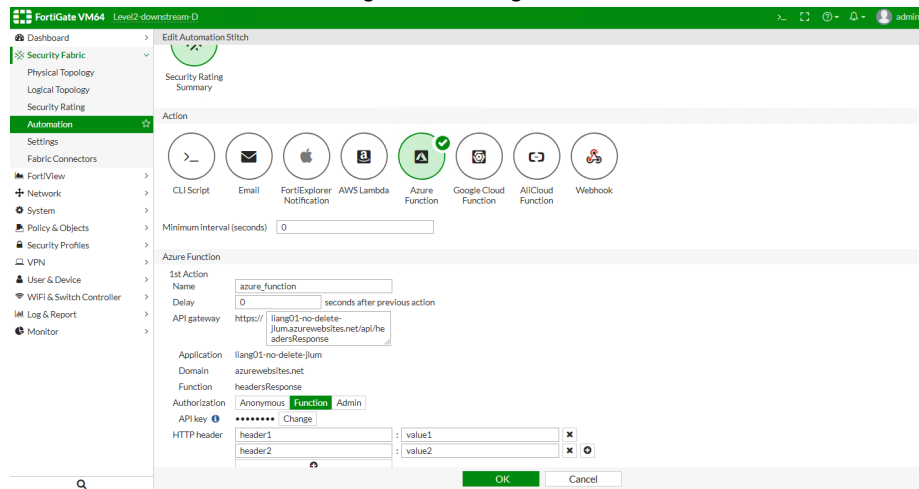 FortiGate VM64 Level2-downstream-D
>_ admin
Dashboard
Security Fabric
Physical Topology
Logical Topology
Security Rating
Automation
Settings
Fabric Connectors
FortiView
Network
System
Policy & Objects
Security Profiles
VPN
User & Device
WiFi & Switch Controller
Log & Report
Monitor
Edit Automation Stitch
Security Rating
Summary
Action
>_
a
CLI Script
Email
FortiExplorer
Notification
AWS Lambda
Azure
Function
Google Cloud
Function
AliCloud
Function
Webhook
Minimum interval (seconds) 0
Azure Function
1st Action
Name azure_function
Delay 0 seconds after previous action
API gateway https:// liang01-no-delete-
jlum.azurewebsites.net/api/he
adersResponse
Application liang01-no-delete-jlum
Domain azurewebsites.net
Function headersResponse
Authorization Anonymous Function Admin
API key •••••••• Change
HTTP header header1 : value1
header2 : value2
OK Cancel